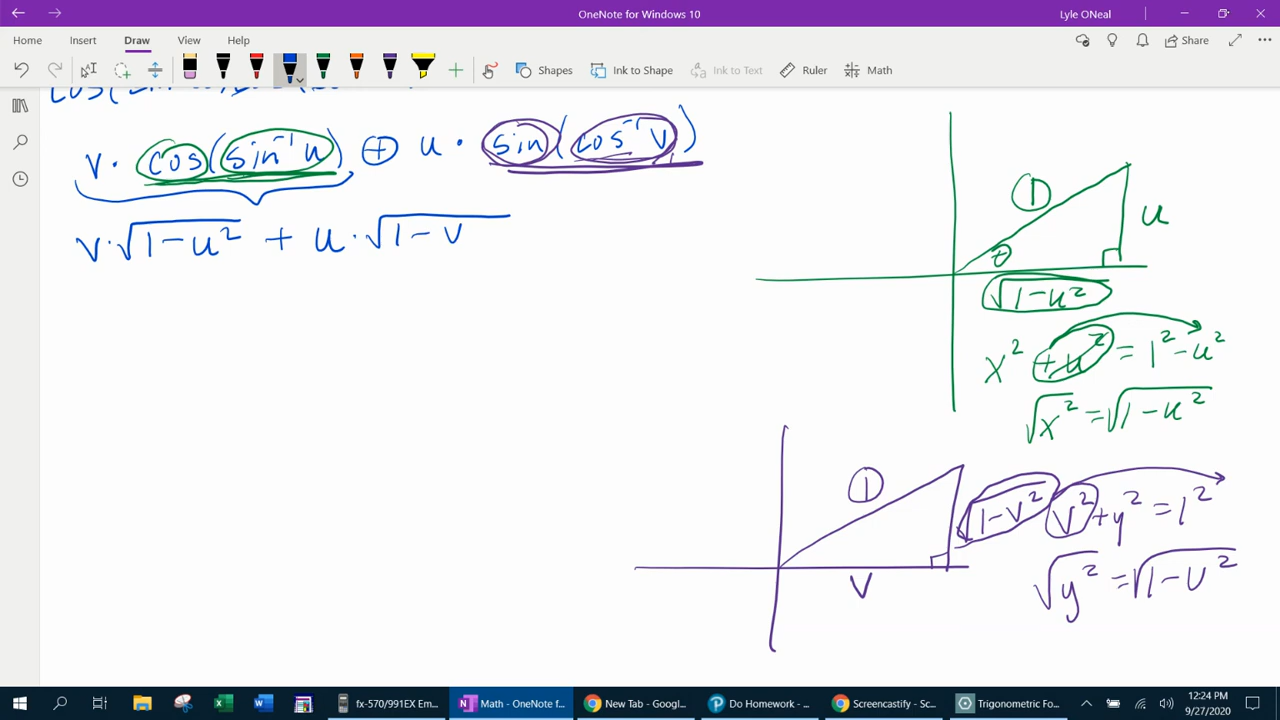 OneNote for Windows 10
Lyle ONeal
Home Insert Draw View Help
Share
Shapes Ink to Shape Ink to Text Ruler Math
v · cos(sin⁻¹ u) + u · sin(cos⁻¹ v)
v·√1-u² + u·√1-v
1
u
θ
√1-u²
x² + u² = 1² - u²
√x² = √1-u²
1
√1-v² v² + y² = 1²
v
√y² = √1-v²
fx-570/991EX Em...
Math - OneNote f...
New Tab - Googl...
Do Homework - ...
Screencastify - Sc...
Trigonometric Fo...
12:24 PM
9/27/2020